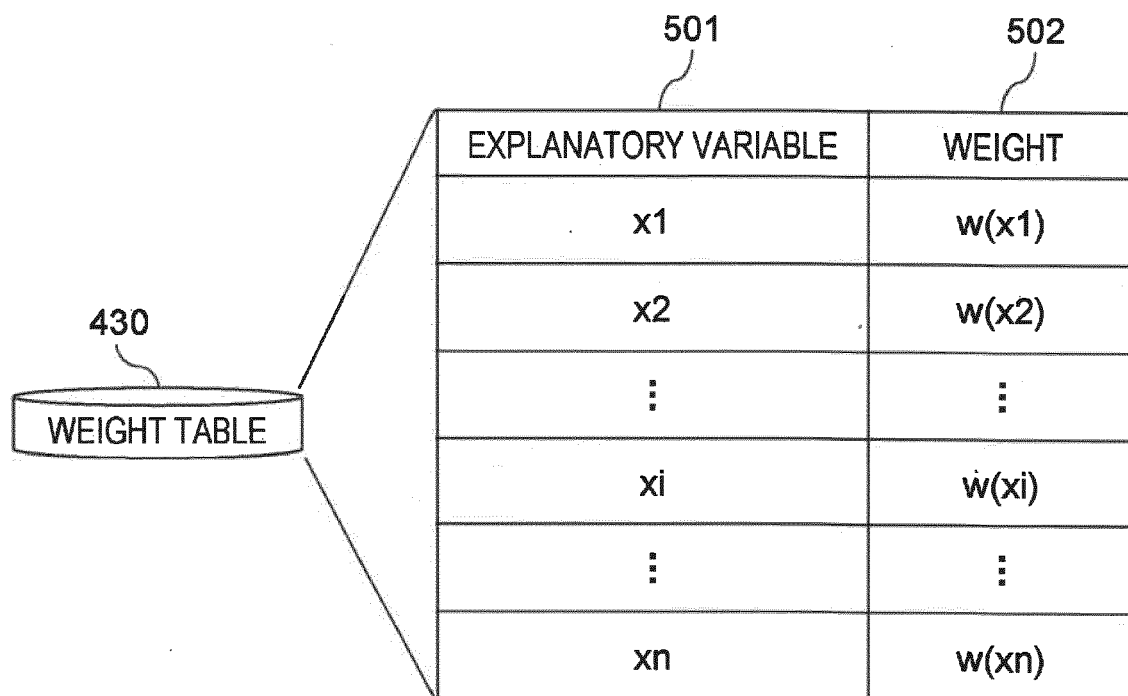 501 502
EXPLANATORY VARIABLE WEIGHT
x1 w(x1)
x2 w(x2)
⋮ ⋮
430
WEIGHT TABLE
xi w(xi)
⋮ ⋮
xn w(xn)